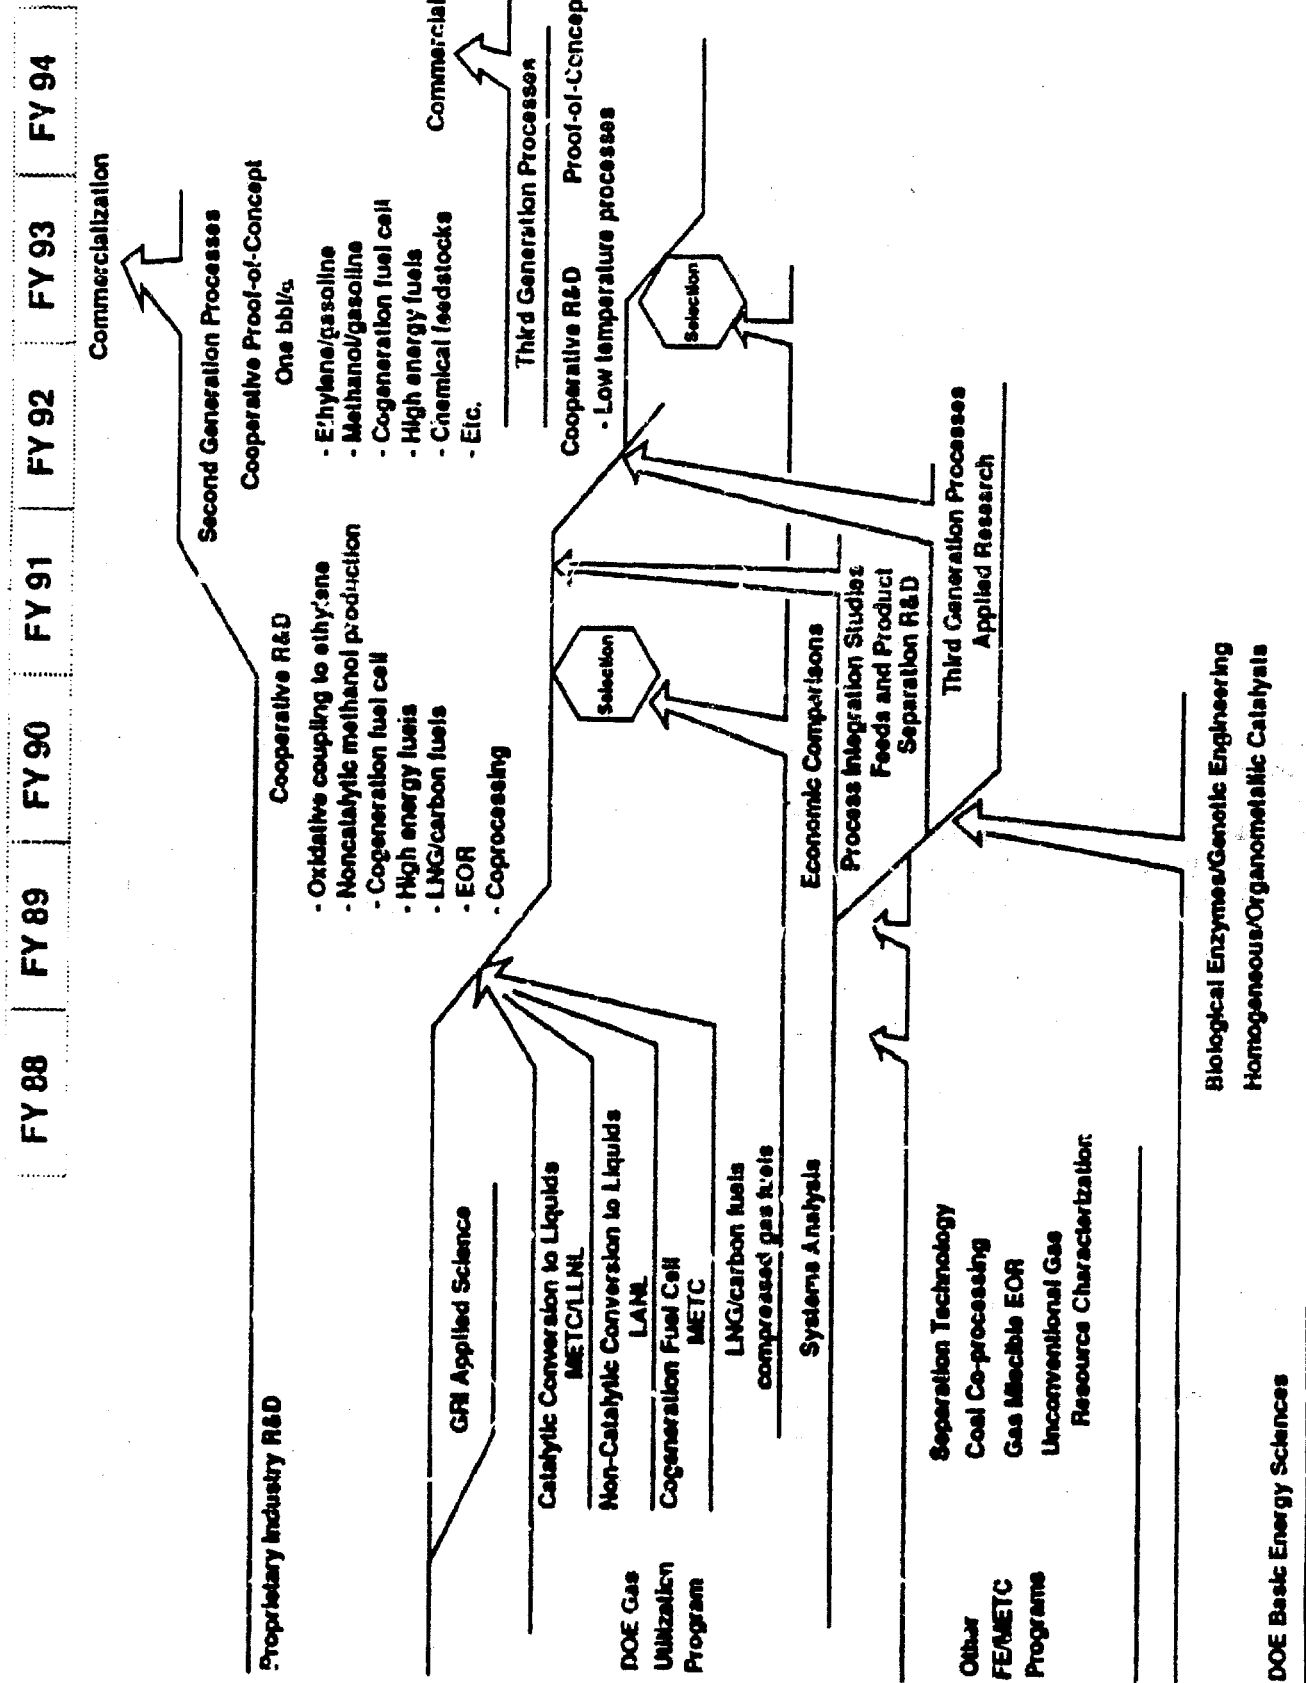 FY 88
FY 89
FY 90
FY 91
FY 92
FY 93
FY 94
Commercialization
Proprietary Industry R&D
Second Generation Processes
Cooperative Proof-of-Concept
One bbl/
Cooperative R&D
- Oxidative coupling to ethylene
- Noncatalytic methanol production
- Cogeneration fuel cell
- High energy fuels
- LNG/carbon fuels
- EOR
- Coprocessing
- Ethylene/gasoline
- Methanol/gasoline
- Cogeneration fuel cell
- High energy fuels
- Chemical feedstocks
- Etc.
Commercial
Third Generation Processes
Cooperative R&D
Proof-of-Concep
- Low temperature processes
GRI Applied Science
DOE Gas
Utilization
Program
Catalytic Conversion to Liquids
METC/LLNL
Non-Catalytic Conversion to Liquids
LANL
Cogeneration Fuel Cell
METC
LNG/carbon fuels
compressed gas fuels
Selection
Selection
Systems Analysis
Economic Comparisons
Process Integration Studies
Feeds and Product
Separation R&D
Other
FE/METC
Programs
Separation Technology
Coal Co-processing
Gas Miscible EOR
Unconventional Gas
Resource Characterization
Third Generation Processes
Applied Research
Biological Enzymes/Genetic Engineering
Homogeneous/Organometallic Catalysis
DOE Basic Energy Sciences